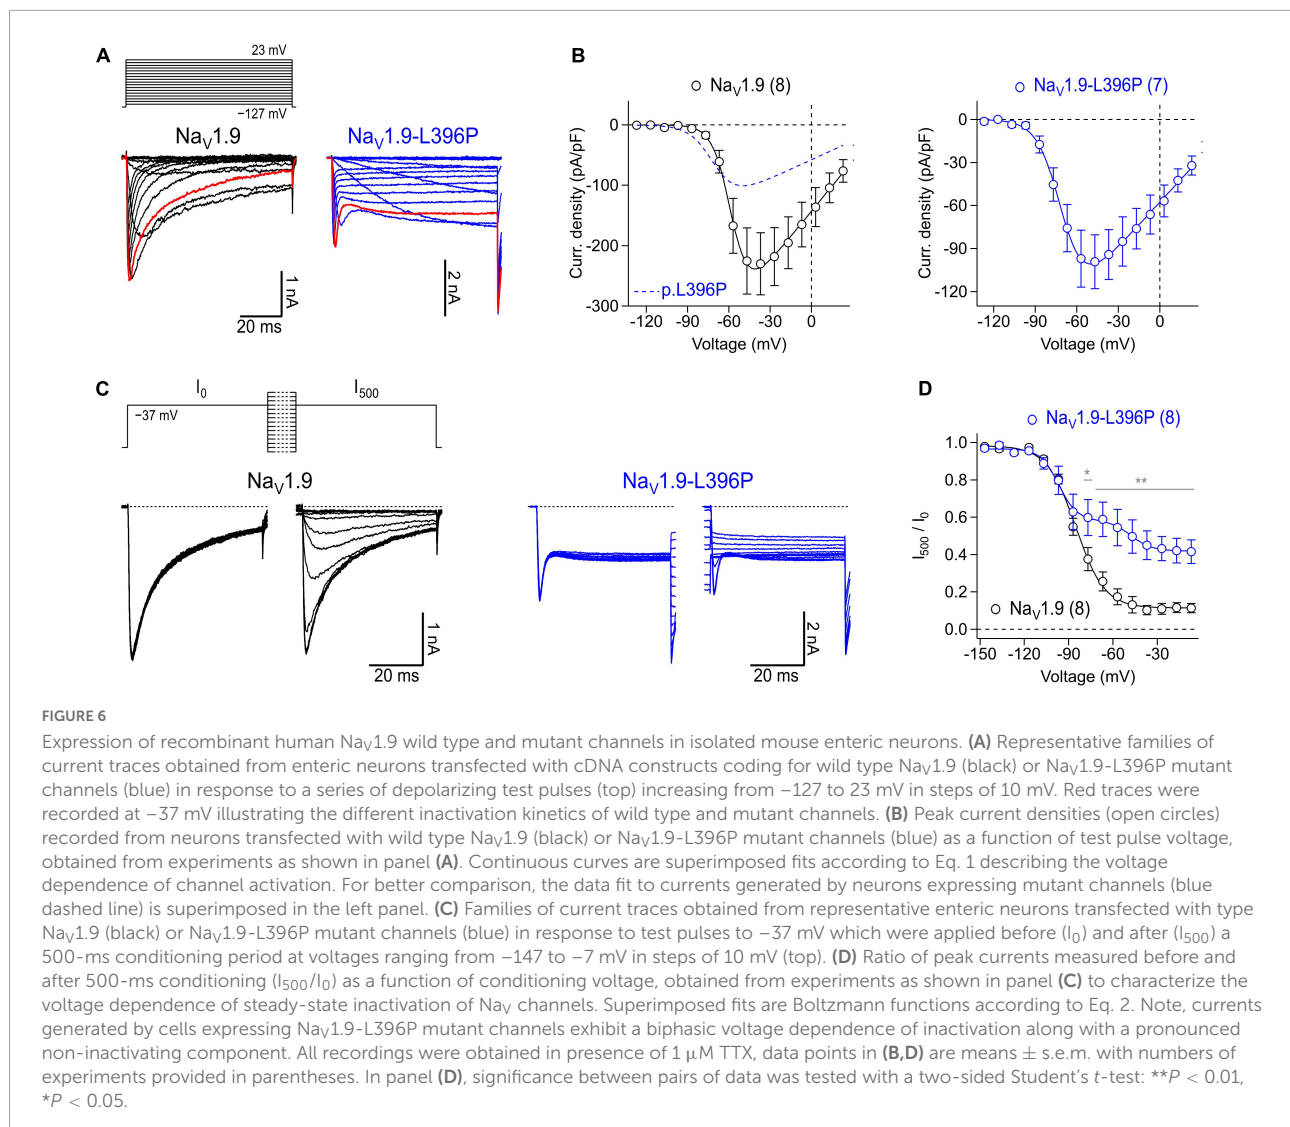 A
23 mV
−127 mV
NaV1.9
NaV1.9-L396P
1 nA
20 ms
2 nA
B
NaV1.9 (8)
0
-100
-200
-300
Curr. density (pA/pF)
p.L396P
-120 -90 -60 -30 0
Voltage (mV)
NaV1.9-L396P (7)
0
-30
-60
-90
-120
Curr. density (pA/pF)
-120 -90 -60 -30 0
Voltage (mV)
C
I0
I500
−37 mV
NaV1.9
1 nA
20 ms
NaV1.9-L396P
2 nA
20 ms
D
NaV1.9-L396P (8)
1.0
0.8
0.6
0.4
0.2
0.0
I500 / I0
*
**
NaV1.9 (8)
-150 -120 -90 -60 -30
Voltage (mV)
FIGURE 6
Expression of recombinant human NaV1.9 wild type and mutant channels in isolated mouse enteric neurons. (A) Representative families of
current traces obtained from enteric neurons transfected with cDNA constructs coding for wild type NaV1.9 (black) or NaV1.9-L396P mutant
channels (blue) in response to a series of depolarizing test pulses (top) increasing from −127 to 23 mV in steps of 10 mV. Red traces were
recorded at −37 mV illustrating the different inactivation kinetics of wild type and mutant channels. (B) Peak current densities (open circles)
recorded from neurons transfected with wild type NaV1.9 (black) or NaV1.9-L396P mutant channels (blue) as a function of test pulse voltage,
obtained from experiments as shown in panel (A). Continuous curves are superimposed fits according to Eq. 1 describing the voltage
dependence of channel activation. For better comparison, the data fit to currents generated by neurons expressing mutant channels (blue
dashed line) is superimposed in the left panel. (C) Families of current traces obtained from representative enteric neurons transfected with type
NaV1.9 (black) or NaV1.9-L396P mutant channels (blue) in response to test pulses to −37 mV which were applied before (I0) and after (I500) a
500-ms conditioning period at voltages ranging from −147 to −7 mV in steps of 10 mV (top). (D) Ratio of peak currents measured before and
after 500-ms conditioning (I500/I0) as a function of conditioning voltage, obtained from experiments as shown in panel (C) to characterize the
voltage dependence of steady-state inactivation of NaV channels. Superimposed fits are Boltzmann functions according to Eq. 2. Note, currents
generated by cells expressing NaV1.9-L396P mutant channels exhibit a biphasic voltage dependence of inactivation along with a pronounced
non-inactivating component. All recordings were obtained in presence of 1 μM TTX, data points in (B,D) are means ± s.e.m. with numbers of
experiments provided in parentheses. In panel (D), significance between pairs of data was tested with a two-sided Student's t-test: **P < 0.01,
*P < 0.05.